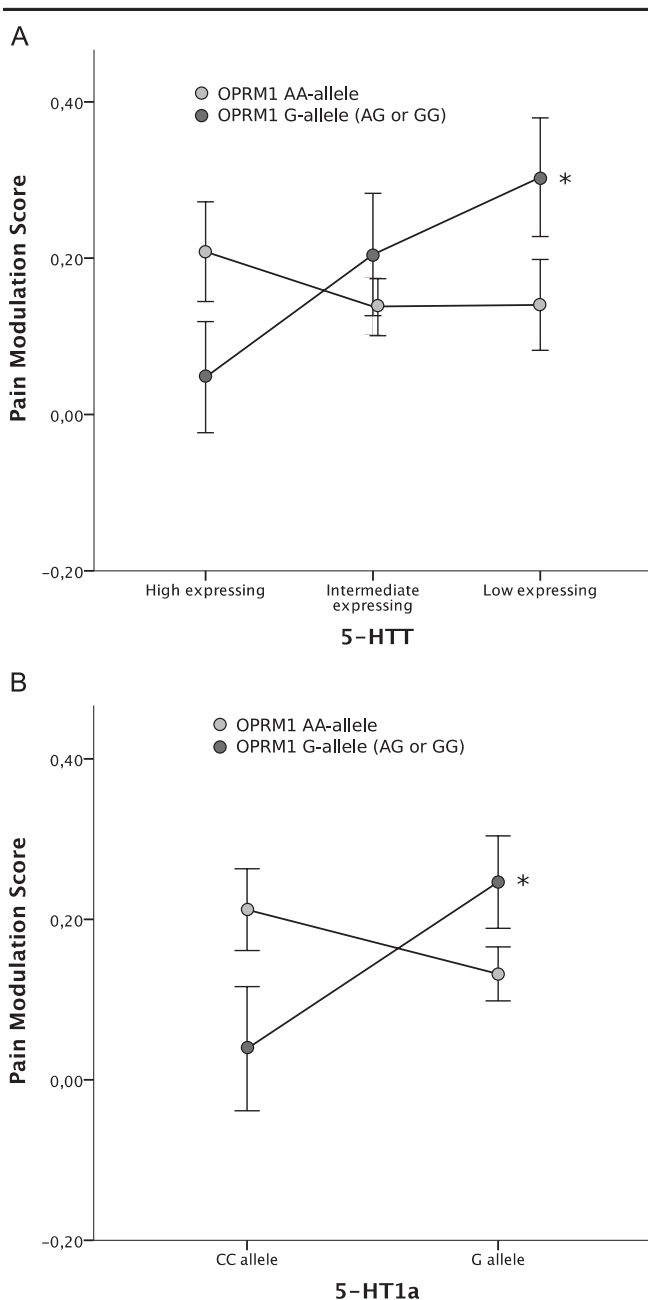 A
OPRM1 AA-allele
OPRM1 G-allele (AG or GG)
Pain Modulation Score
0,40
0,20
0,00
−0,20
*
High expressing
Intermediate expressing
Low expressing
5-HTT
B
OPRM1 AA-allele
OPRM1 G-allele (AG or GG)
Pain Modulation Score
0,40
0,20
0,00
−0,20
*
CC allele
G allele
5-HT1a